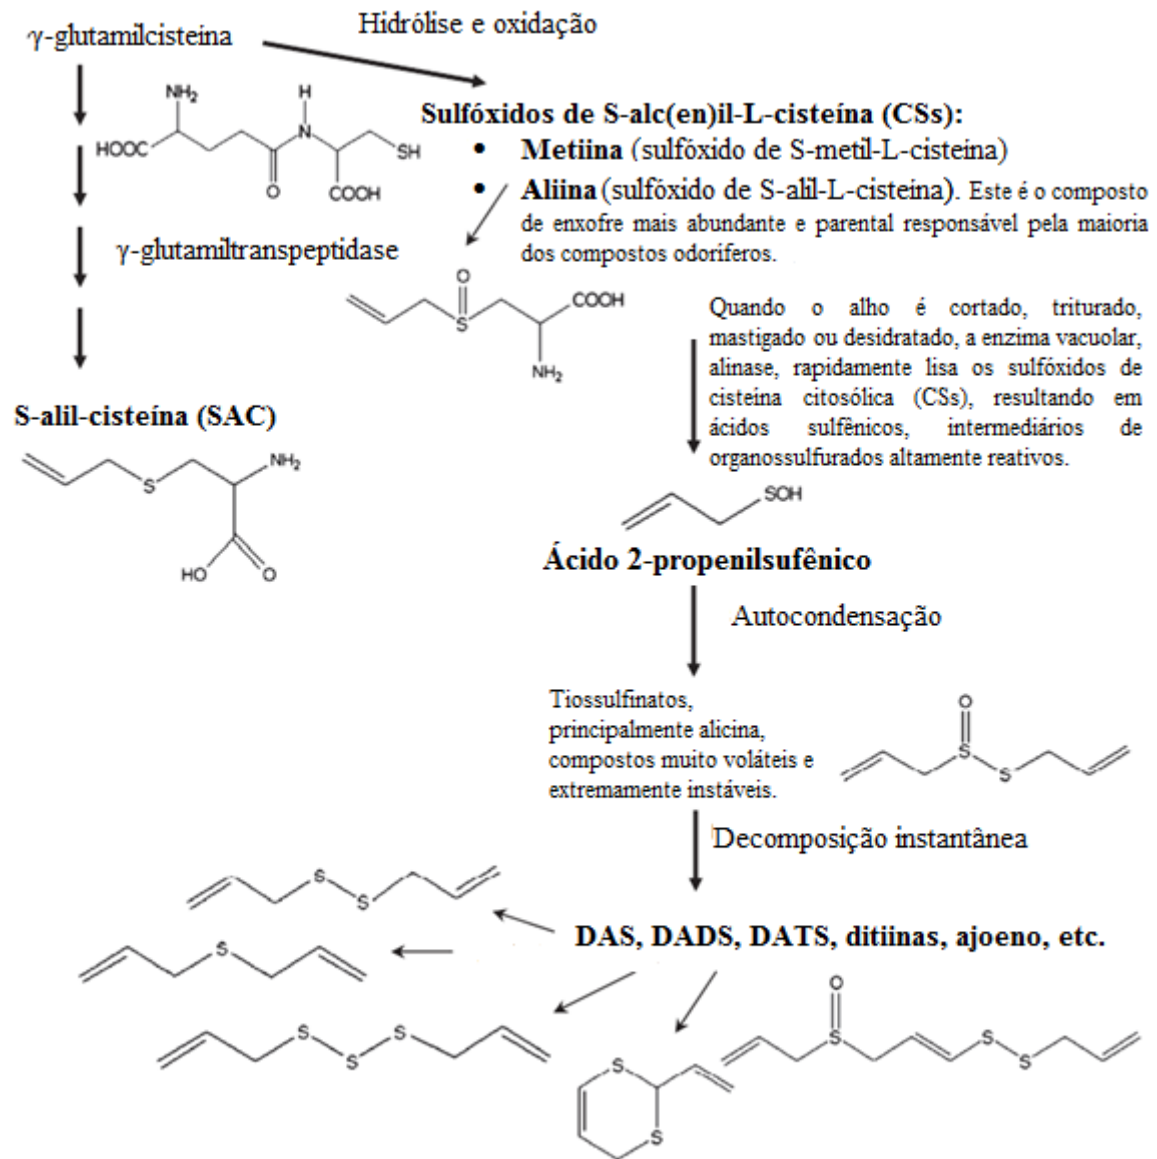 γ-glutamilcisteina
Hidrólise e oxidação
NH₂
H
N
HOOC
SH
O
COOH
Sulfóxidos de S-alc(en)il-L-cisteína (CSs):
• Metiina (sulfóxido de S-metil-L-cisteina)
• Aliina (sulfóxido de S-alil-L-cisteina). Este é o composto
de enxofre mais abundante e parental responsável pela maioria
dos compostos odoríferos.
γ-glutamiltranspeptidase
O
S
COOH
NH₂
Quando o alho é cortado, triturado,
mastigado ou desidratado, a enzima vacuolar,
alinase, rapidamente lisa os sulfóxidos de
cisteína citosólica (CSs), resultando em
ácidos sulfênicos, intermediários de
organossulfurados altamente reativos.
S-alil-cisteína (SAC)
NH₂
S
HO
O
SOH
Ácido 2-propenilsufênico
Autocondensação
Tiossulfinatos,
principalmente alicina,
compostos muito voláteis e
extremamente instáveis.
O
S
S
Decomposição instantânea
DAS, DADS, DATS, ditiinas, ajoeno, etc.
S
S
S
S
S
S
S
S
O
S
S
S